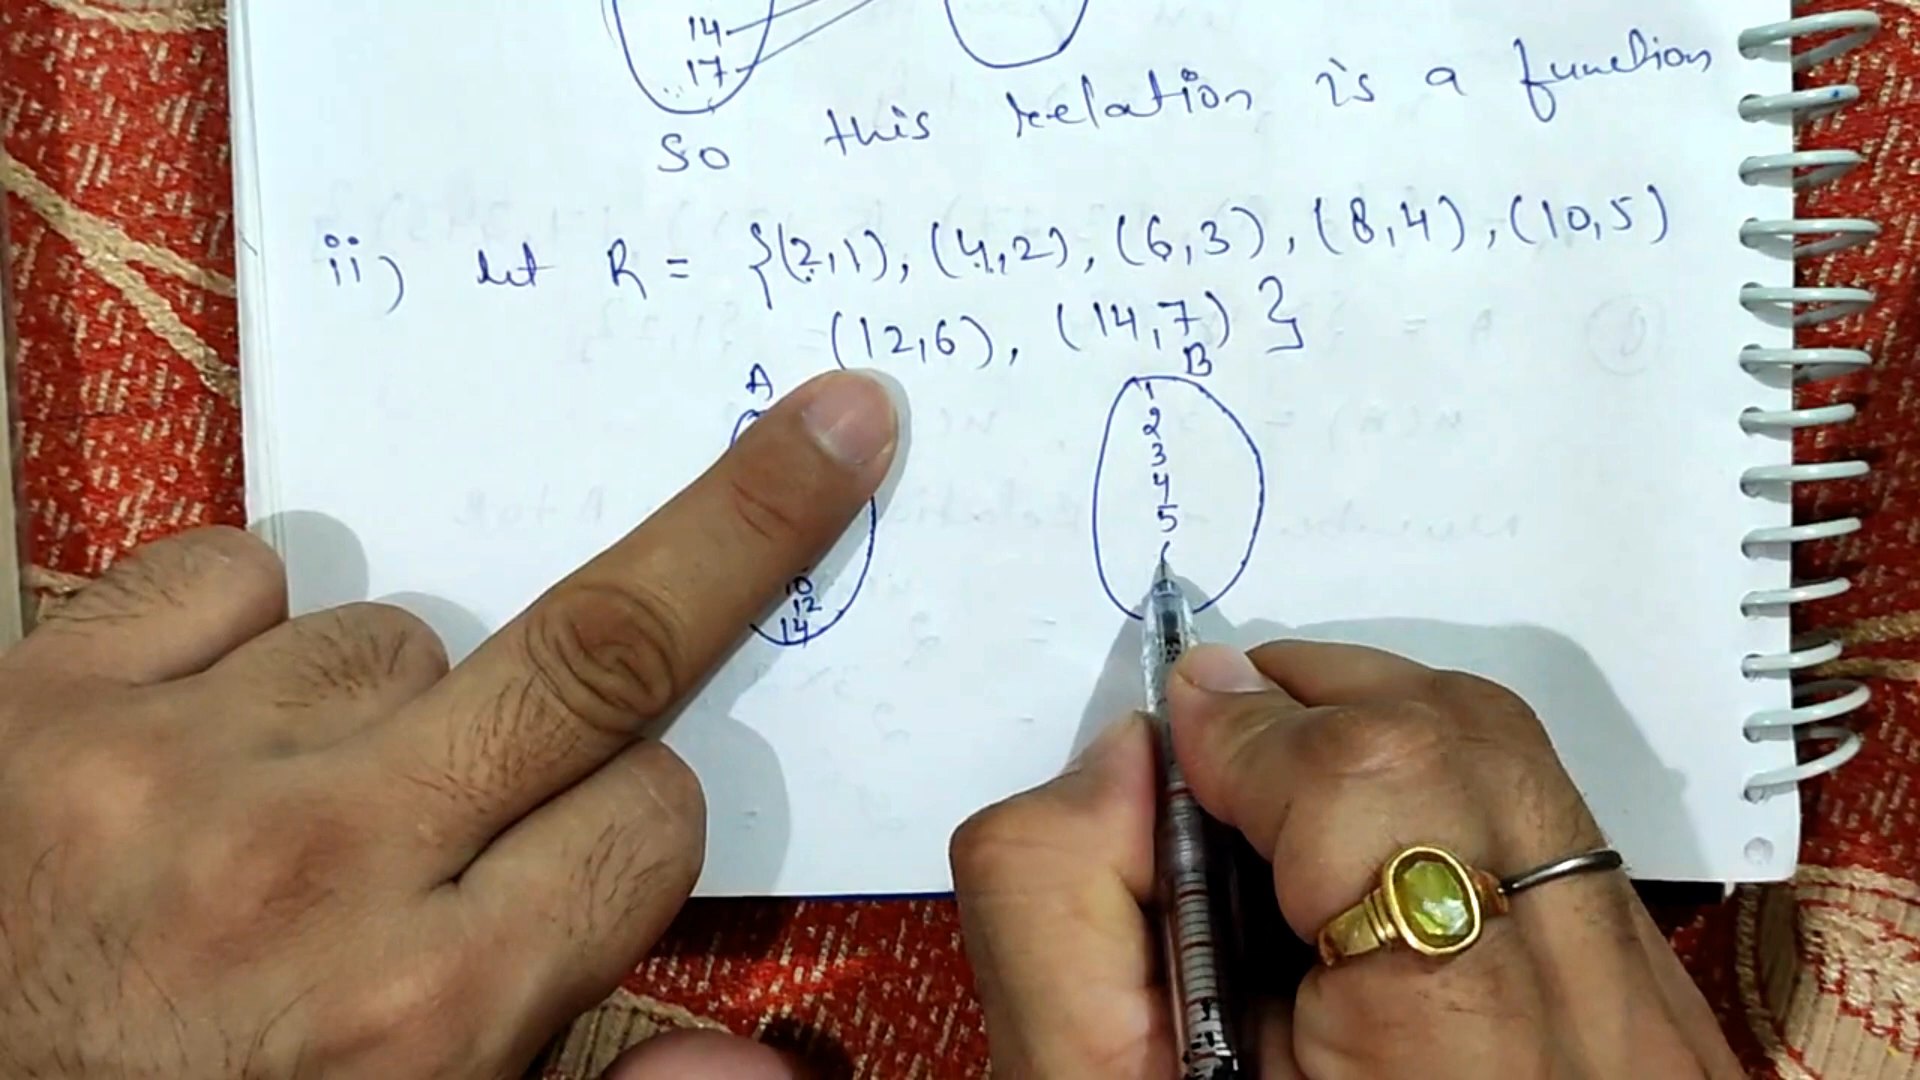 14
17
So this relation is a function
ii) let R = {(2,1), (4,2), (6,3), (8,4), (10,5)
(12,6), (14,7) }
A
B
10
12
14
1
2
3
4
5